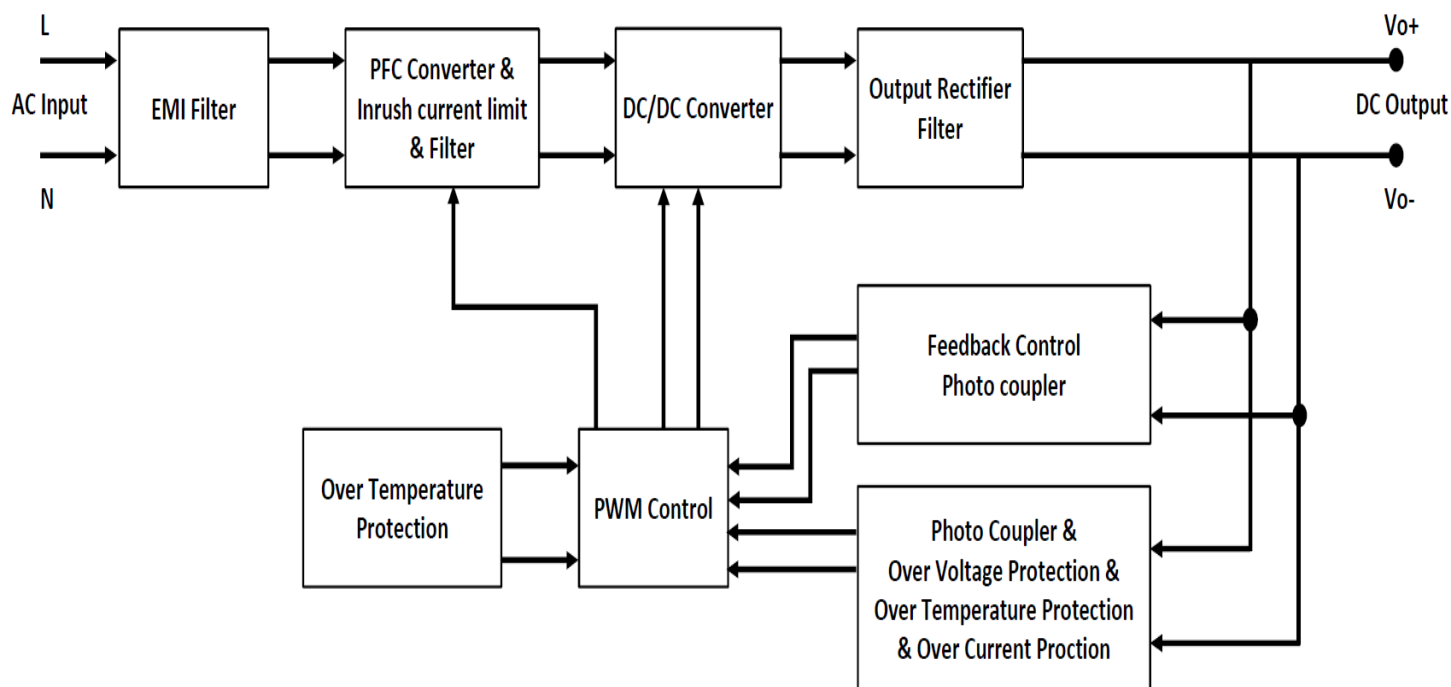 L
AC Input
N
EMI Filter
PFC Converter &
Inrush current limit
& Filter
DC/DC Converter
Output Rectifier
Filter
Vo+
DC Output
Vo-
Feedback Control
Photo coupler
Over Temperature
Protection
PWM Control
Photo Coupler &
Over Voltage Protection &
Over Temperature Protection
& Over Current Proction